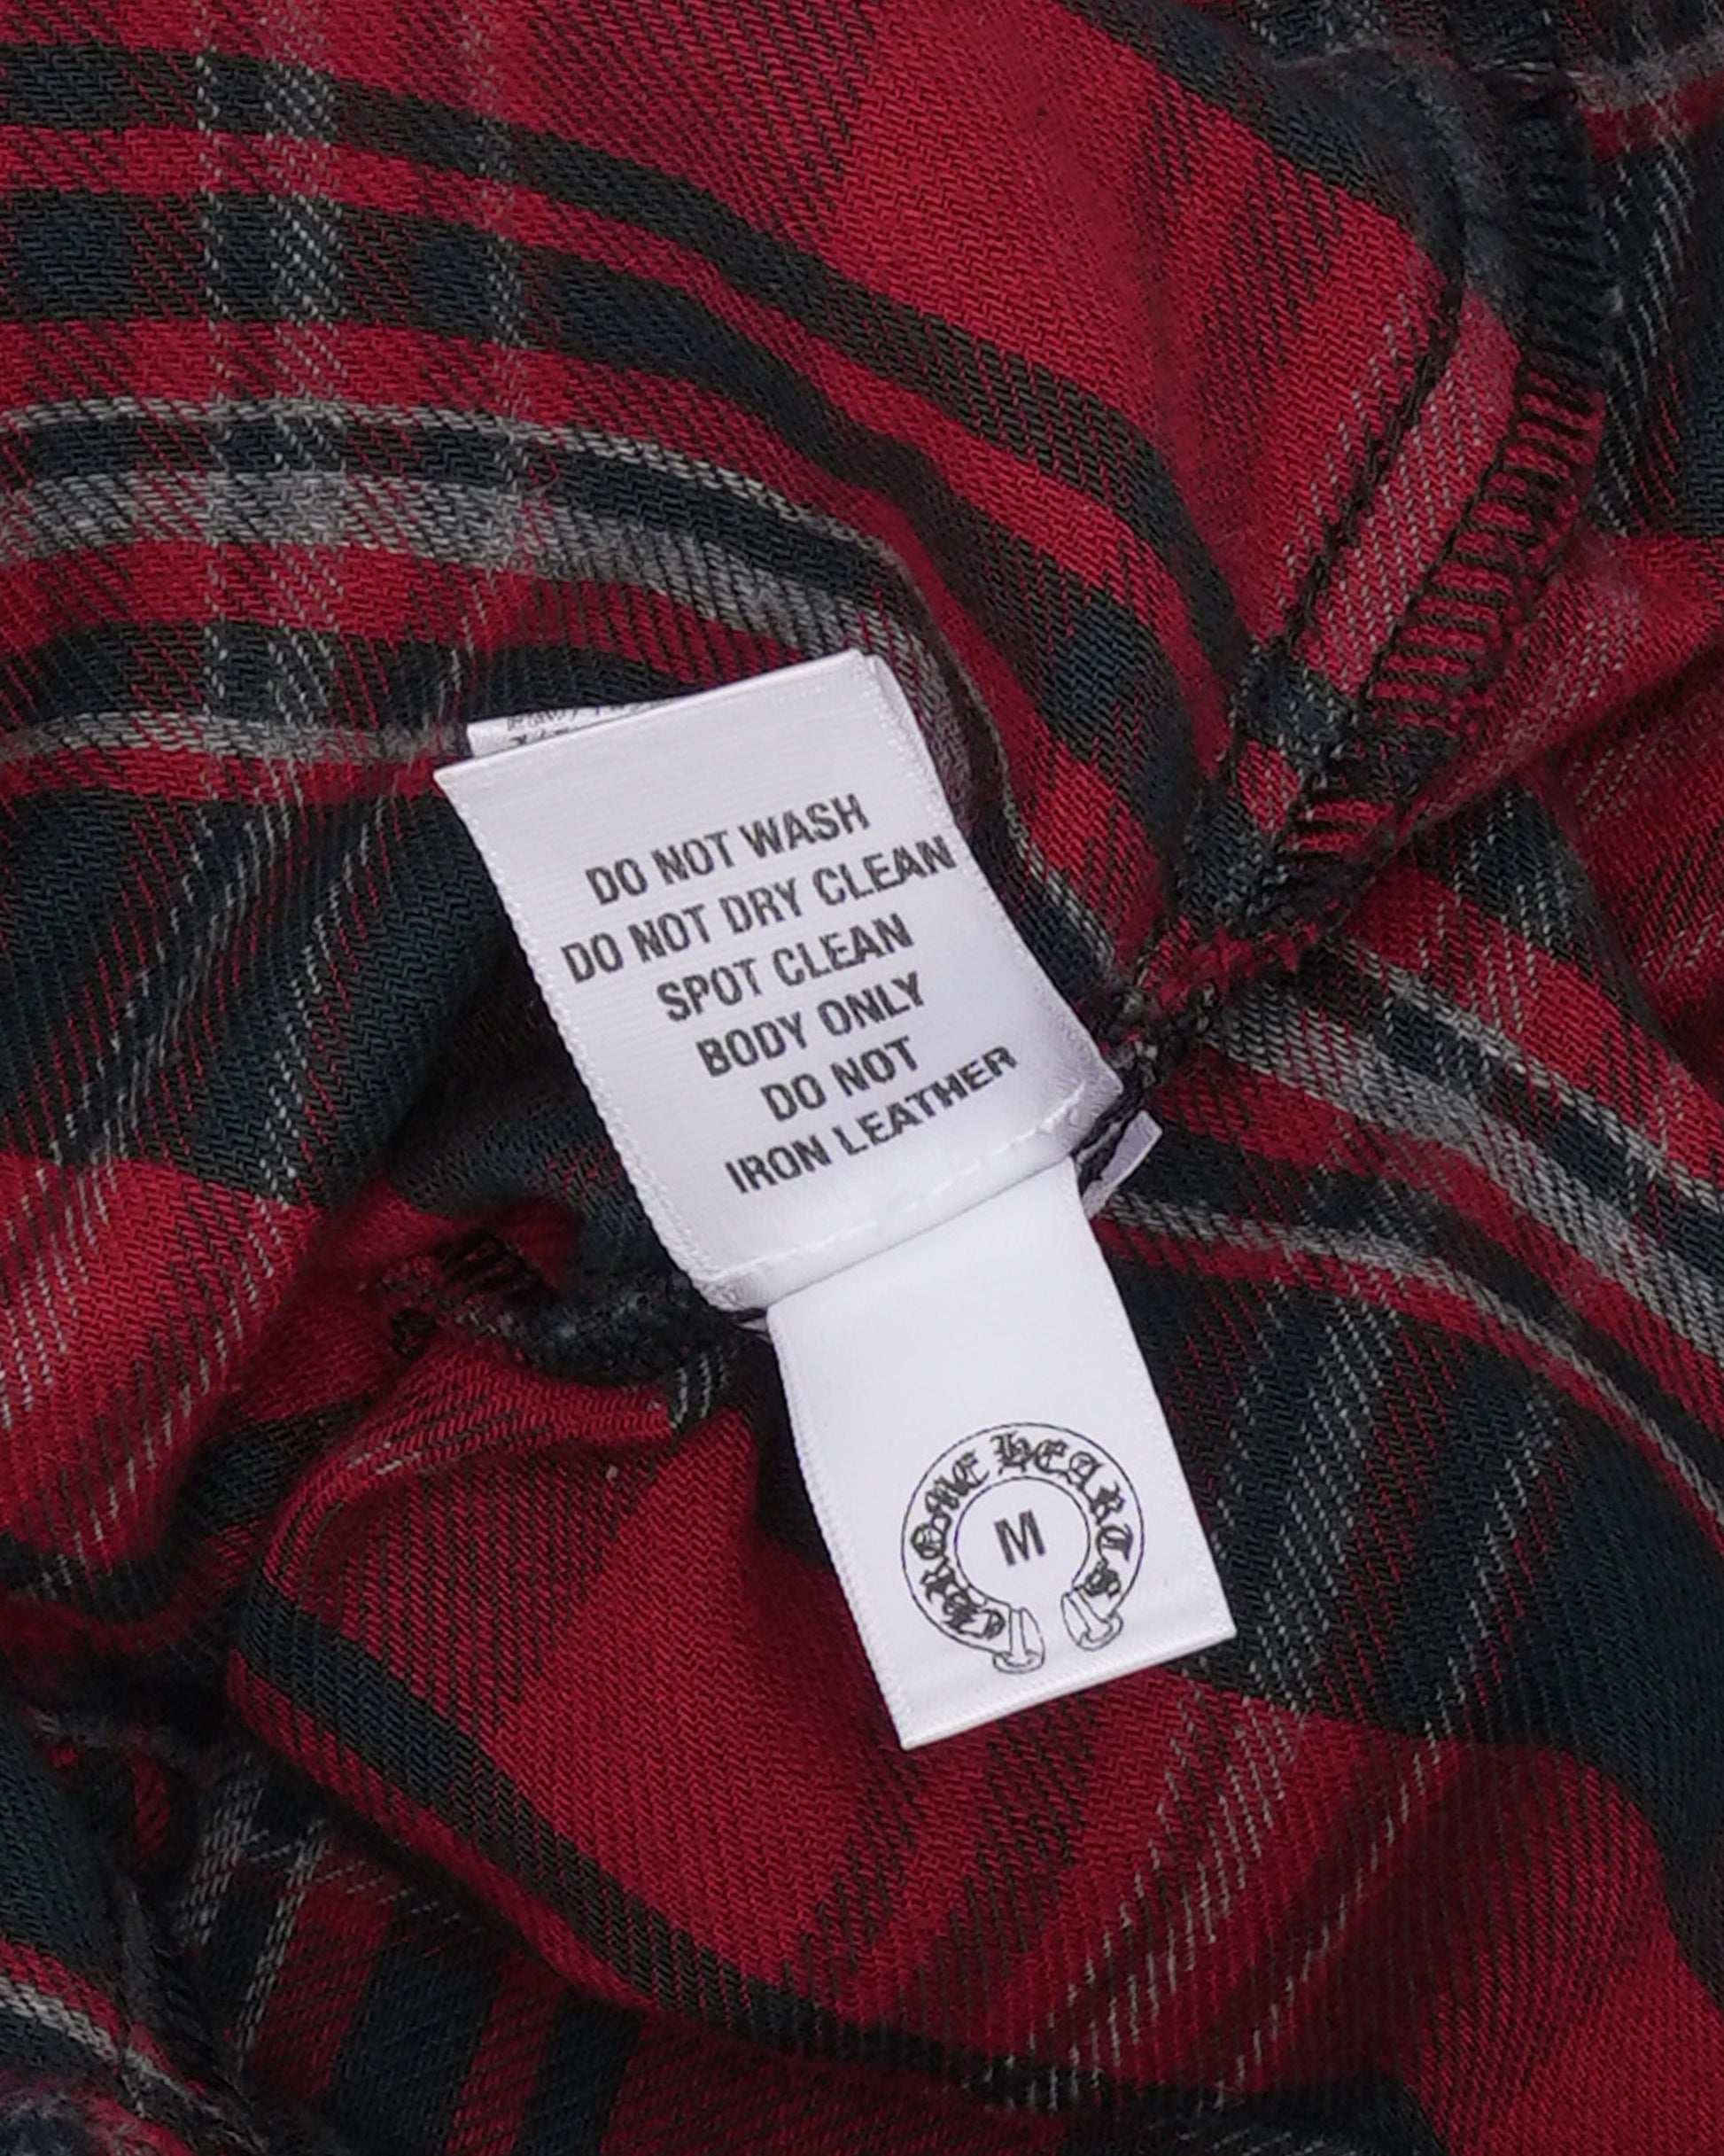 DO NOT WASH
DO NOT DRY CLEAN
SPOT CLEAN
BODY ONLY
DO NOT
IRON LEATHER
CHROME HEARTS
M